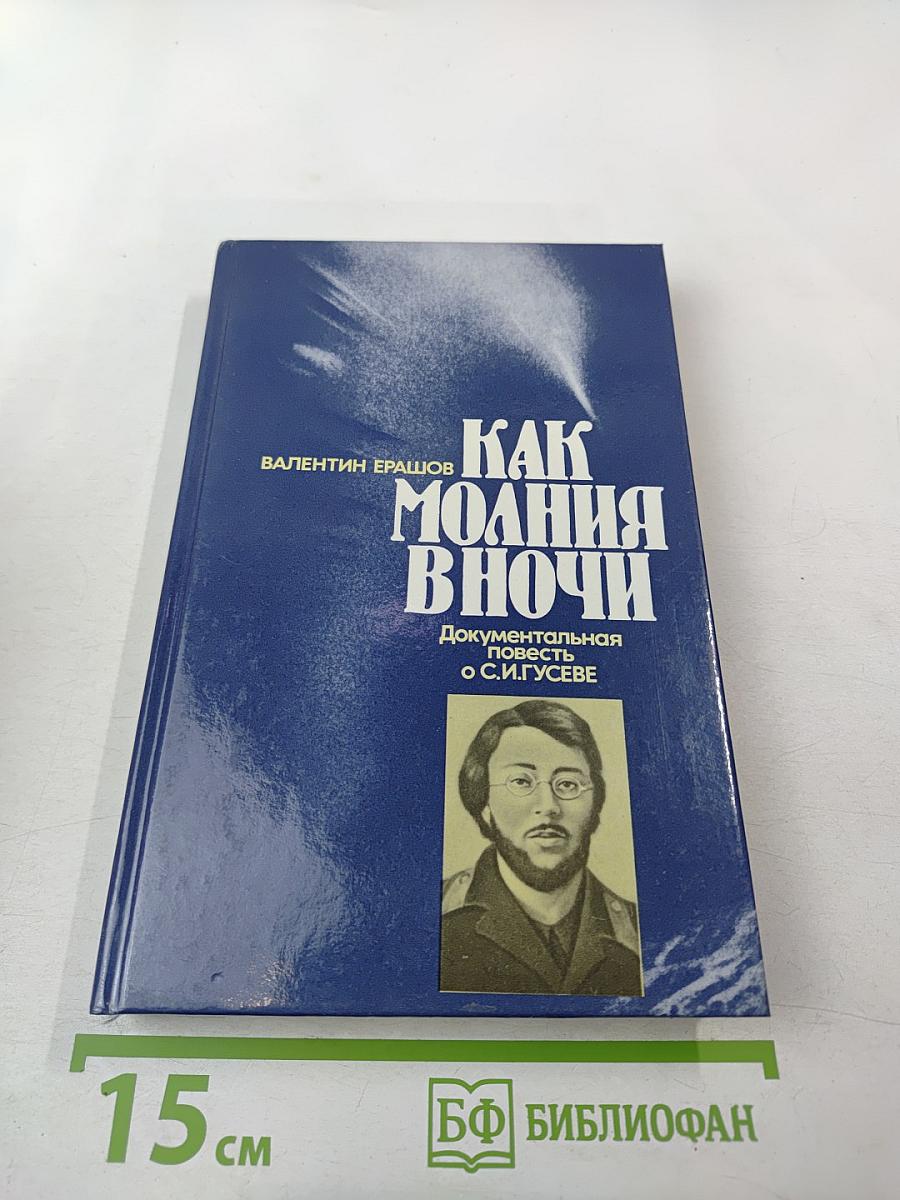 ВАЛЕНТИН ЕРАШОВ
КАК
МОЛНИЯ
В НОЧИ
Документальная
повесть
о С.И.ГУСЕВЕ
15 см
БФ БИБЛИОФАН